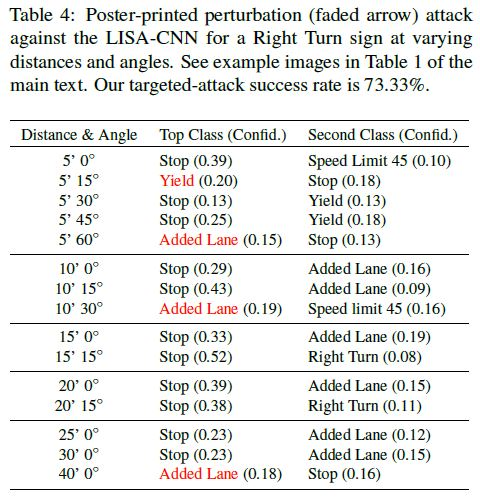 Table 4: Poster-printed perturbation (faded arrow) attack
against the LISA-CNN for a Right Turn sign at varying
distances and angles. See example images in Table 1 of the
main text. Our targeted-attack success rate is 73.33%.
Distance & Angle Top Class (Confid.) Second Class (Confid.)
5’ 0° Stop (0.39) Speed Limit 45 (0.10)
5’ 15° Yield (0.20) Stop (0.18)
5’ 30° Stop (0.13) Yield (0.13)
5’ 45° Stop (0.25) Yield (0.18)
5’ 60° Added Lane (0.15) Stop (0.13)
10’ 0° Stop (0.29) Added Lane (0.16)
10’ 15° Stop (0.43) Added Lane (0.09)
10’ 30° Added Lane (0.19) Speed limit 45 (0.16)
15’ 0° Stop (0.33) Added Lane (0.19)
15’ 15° Stop (0.52) Right Turn (0.08)
20’ 0° Stop (0.39) Added Lane (0.15)
20’ 15° Stop (0.38) Right Turn (0.11)
25’ 0° Stop (0.23) Added Lane (0.12)
30’ 0° Stop (0.23) Added Lane (0.15)
40’ 0° Added Lane (0.18) Stop (0.16)